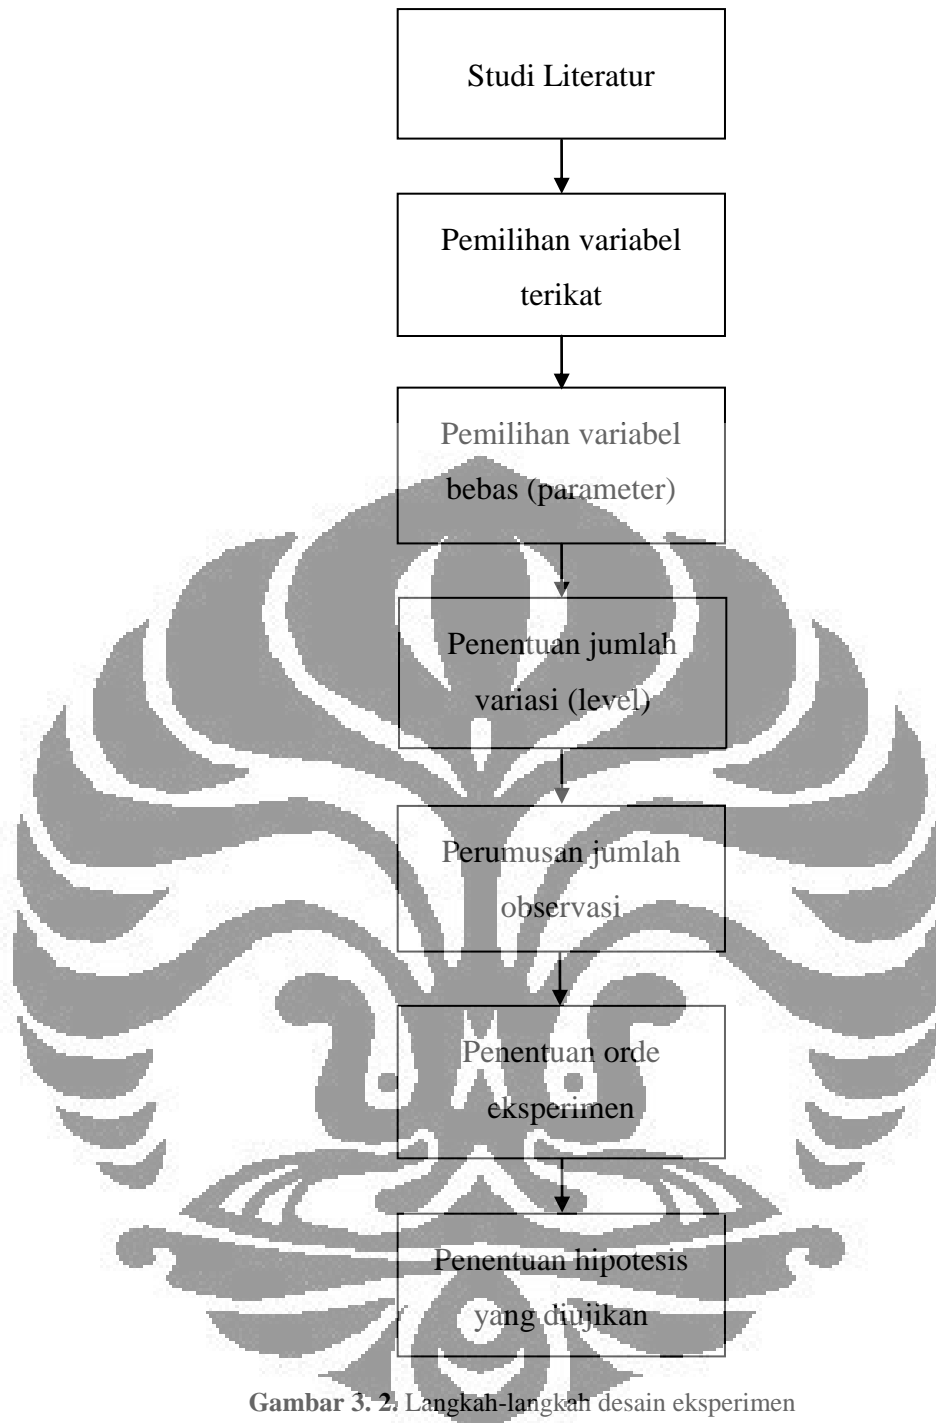 Studi Literatur
Pemilihan variabel
terikat
Pemilihan variabel
bebas (parameter)
Penentuan jumlah
variasi (level)
Perumusan jumlah
observasi
Penentuan orde
eksperimen
Penentuan hipotesis
yang diujikan
Gambar 3. 2. Langkah-langkah desain eksperimen